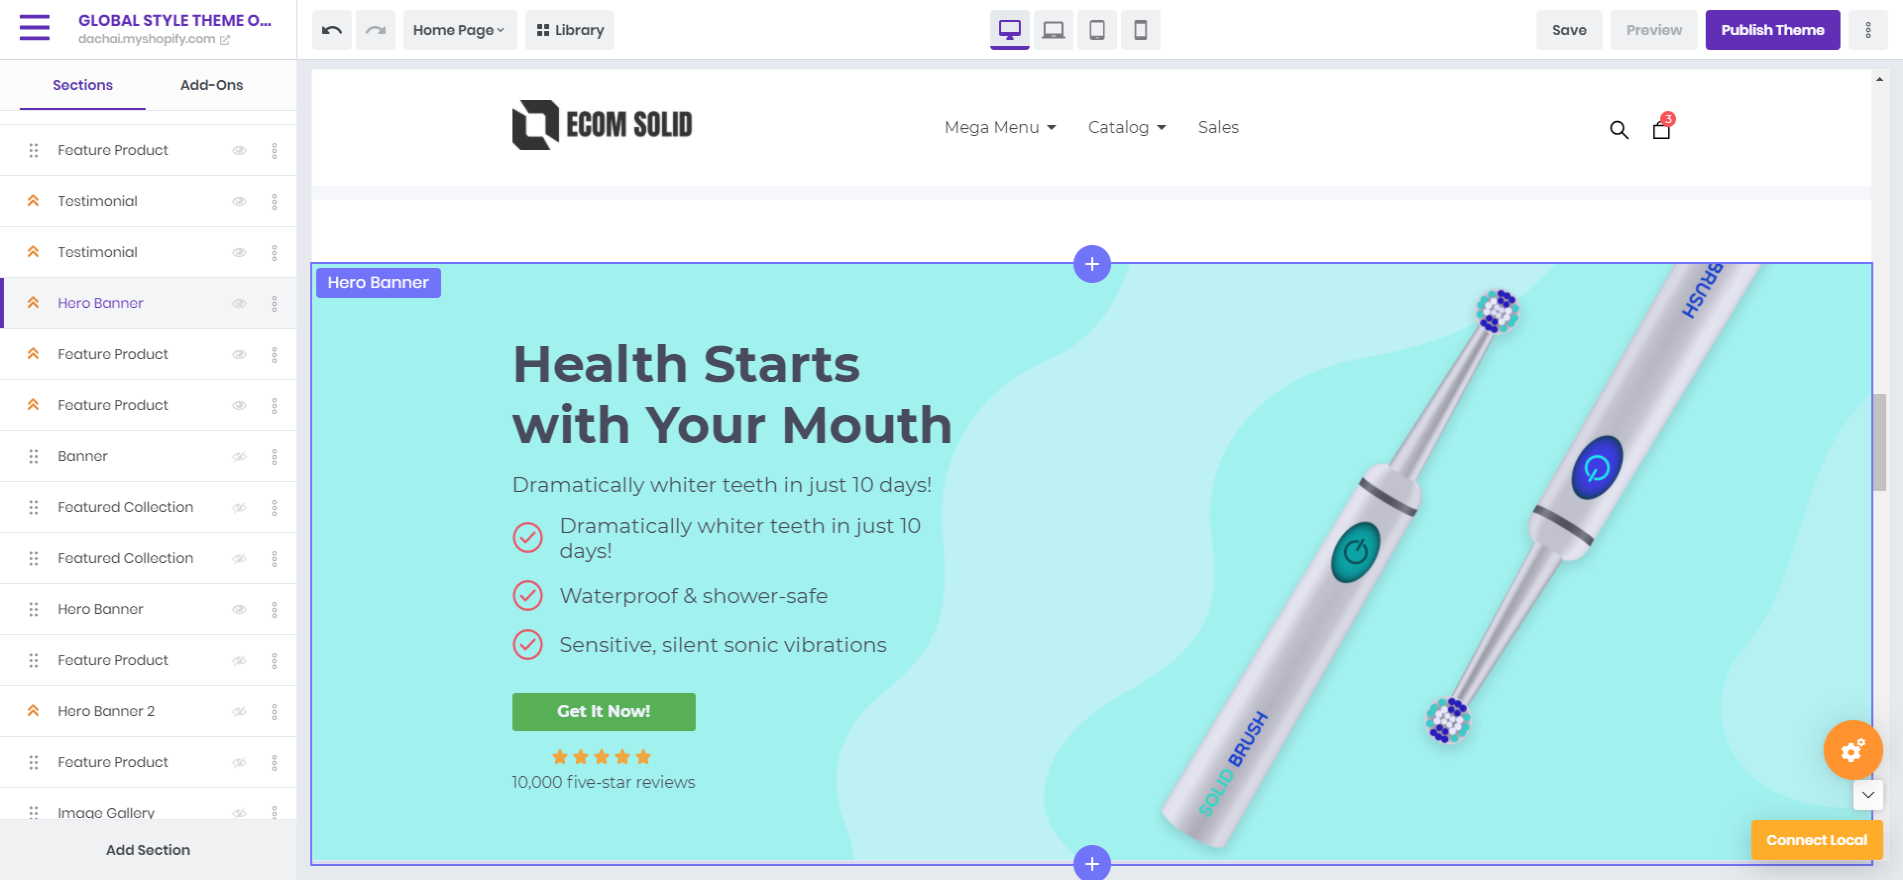 GLOBAL STYLE THEME O...
dachai.myshopify.com
Home Page
Library
Save
Preview
Publish Theme
Sections
Add-Ons
Feature Product
Testimonial
Testimonial
Hero Banner
Feature Product
Feature Product
Banner
Featured Collection
Featured Collection
Hero Banner
Feature Product
Hero Banner 2
Feature Product
Image Gallery
Add Section
ECOM SOLID
Mega Menu
Catalog
Sales
3
Hero Banner
Health Starts
with Your Mouth
Dramatically whiter teeth in just 10 days!
Dramatically whiter teeth in just 10
days!
Waterproof & shower-safe
Sensitive, silent sonic vibrations
Get It Now!
10,000 five-star reviews
SOLID BRUSH
BRUSH
Connect Local